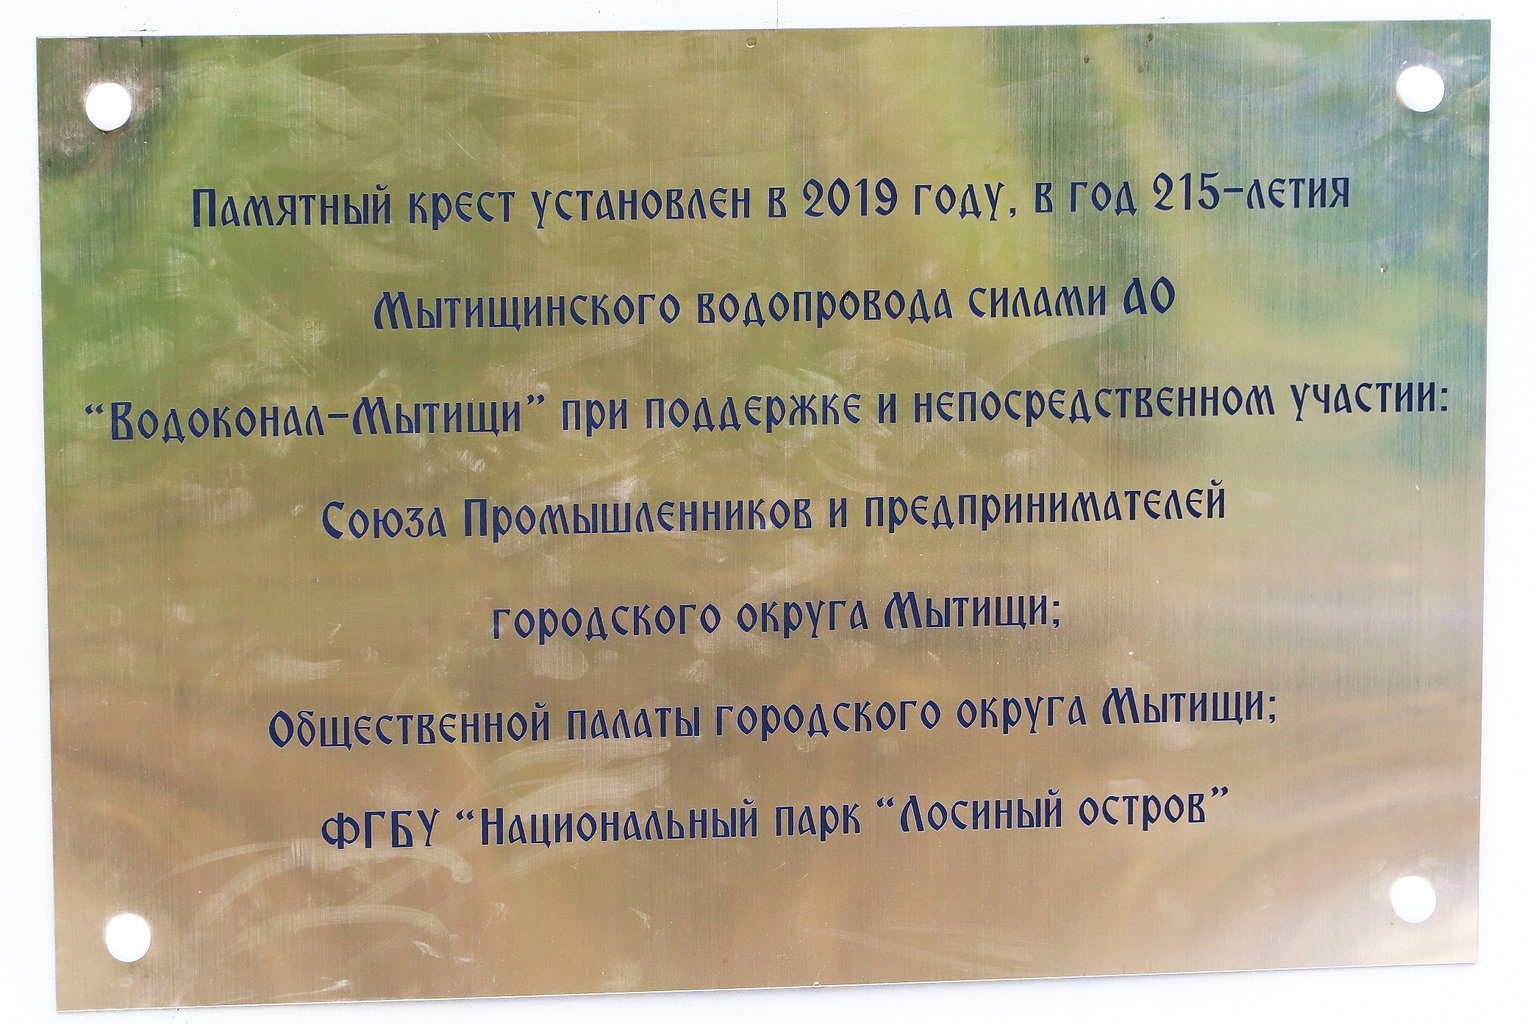 Памятный крест установлен в 2019 году, в год 215-летия
Мытищинского водопровода силами АО
“Водоконал-Мытищи” при поддержке и непосредственном участии:
Союза Промышленников и предпринимателей
городского округа Мытищи;
Общественной палаты городского округа Мытищи;
ФГБУ “Национальный парк “Лосиный остров”